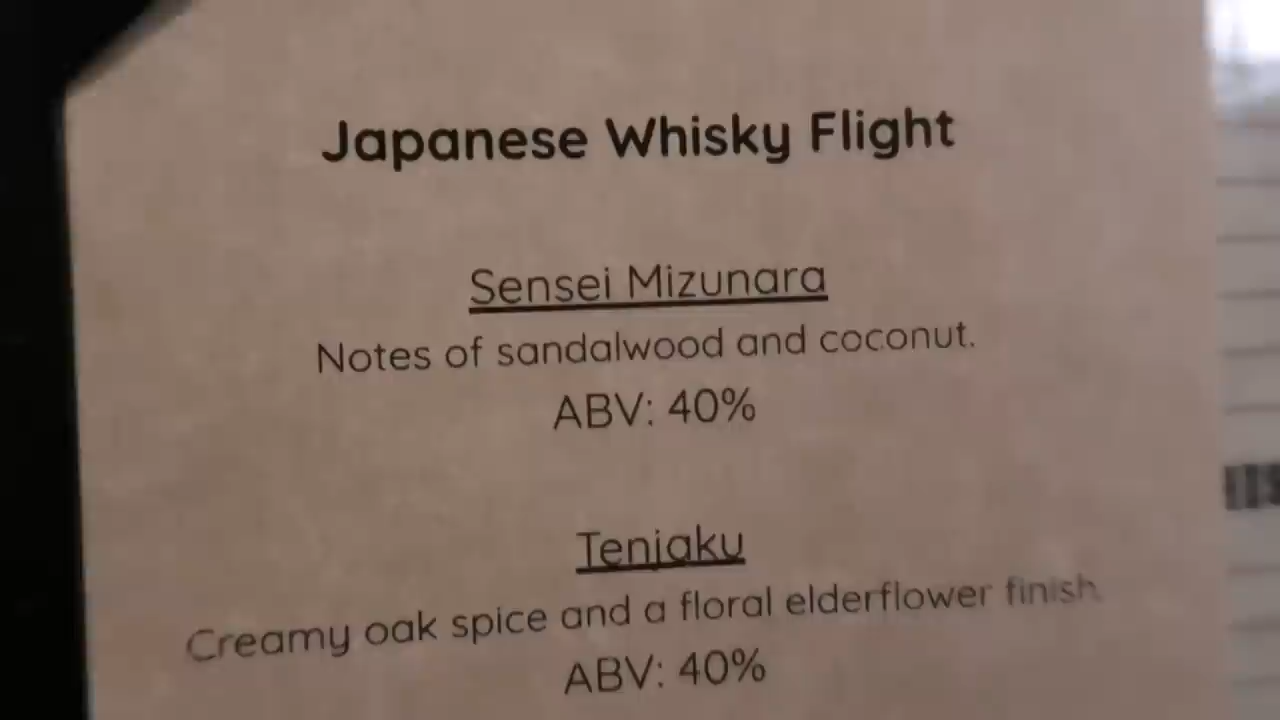 Japanese Whisky Flight
Sensei Mizunara
Notes of sandalwood and coconut.
ABV: 40%
Tenjaku
Creamy oak spice and a floral elderflower finish
ABV: 40%